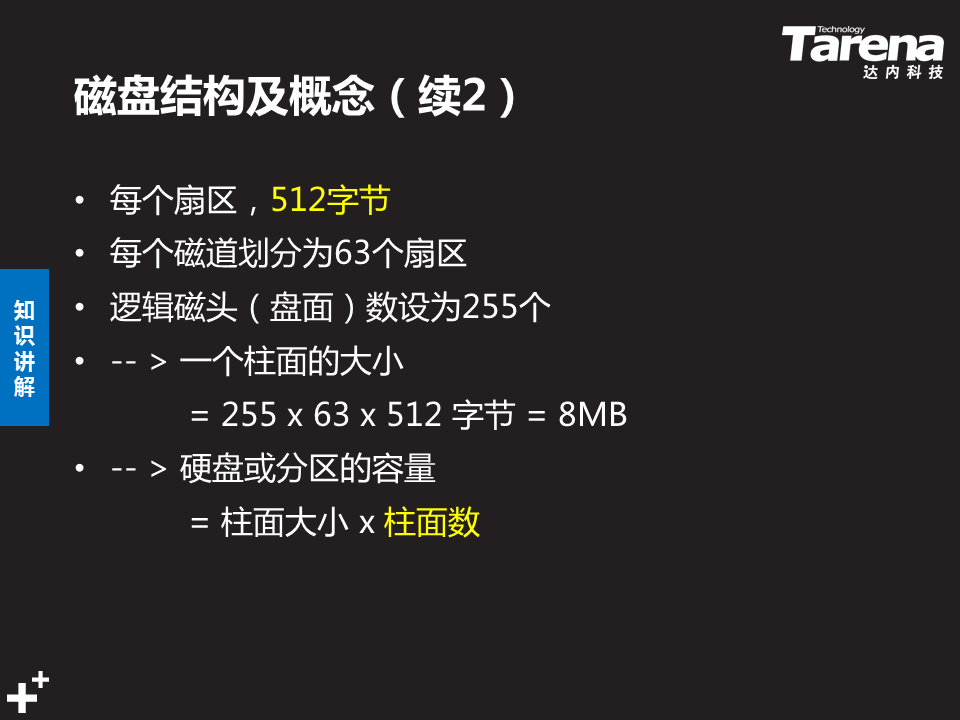 Technology
Tarena
达内科技
磁盘结构及概念（续2）
• 每个扇区，512字节
• 每个磁道划分为63个扇区
• 逻辑磁头（盘面）数设为255个
• -- > 一个柱面的大小
= 255 x 63 x 512 字节 = 8MB
• -- > 硬盘或分区的容量
= 柱面大小 x 柱面数
知识讲解